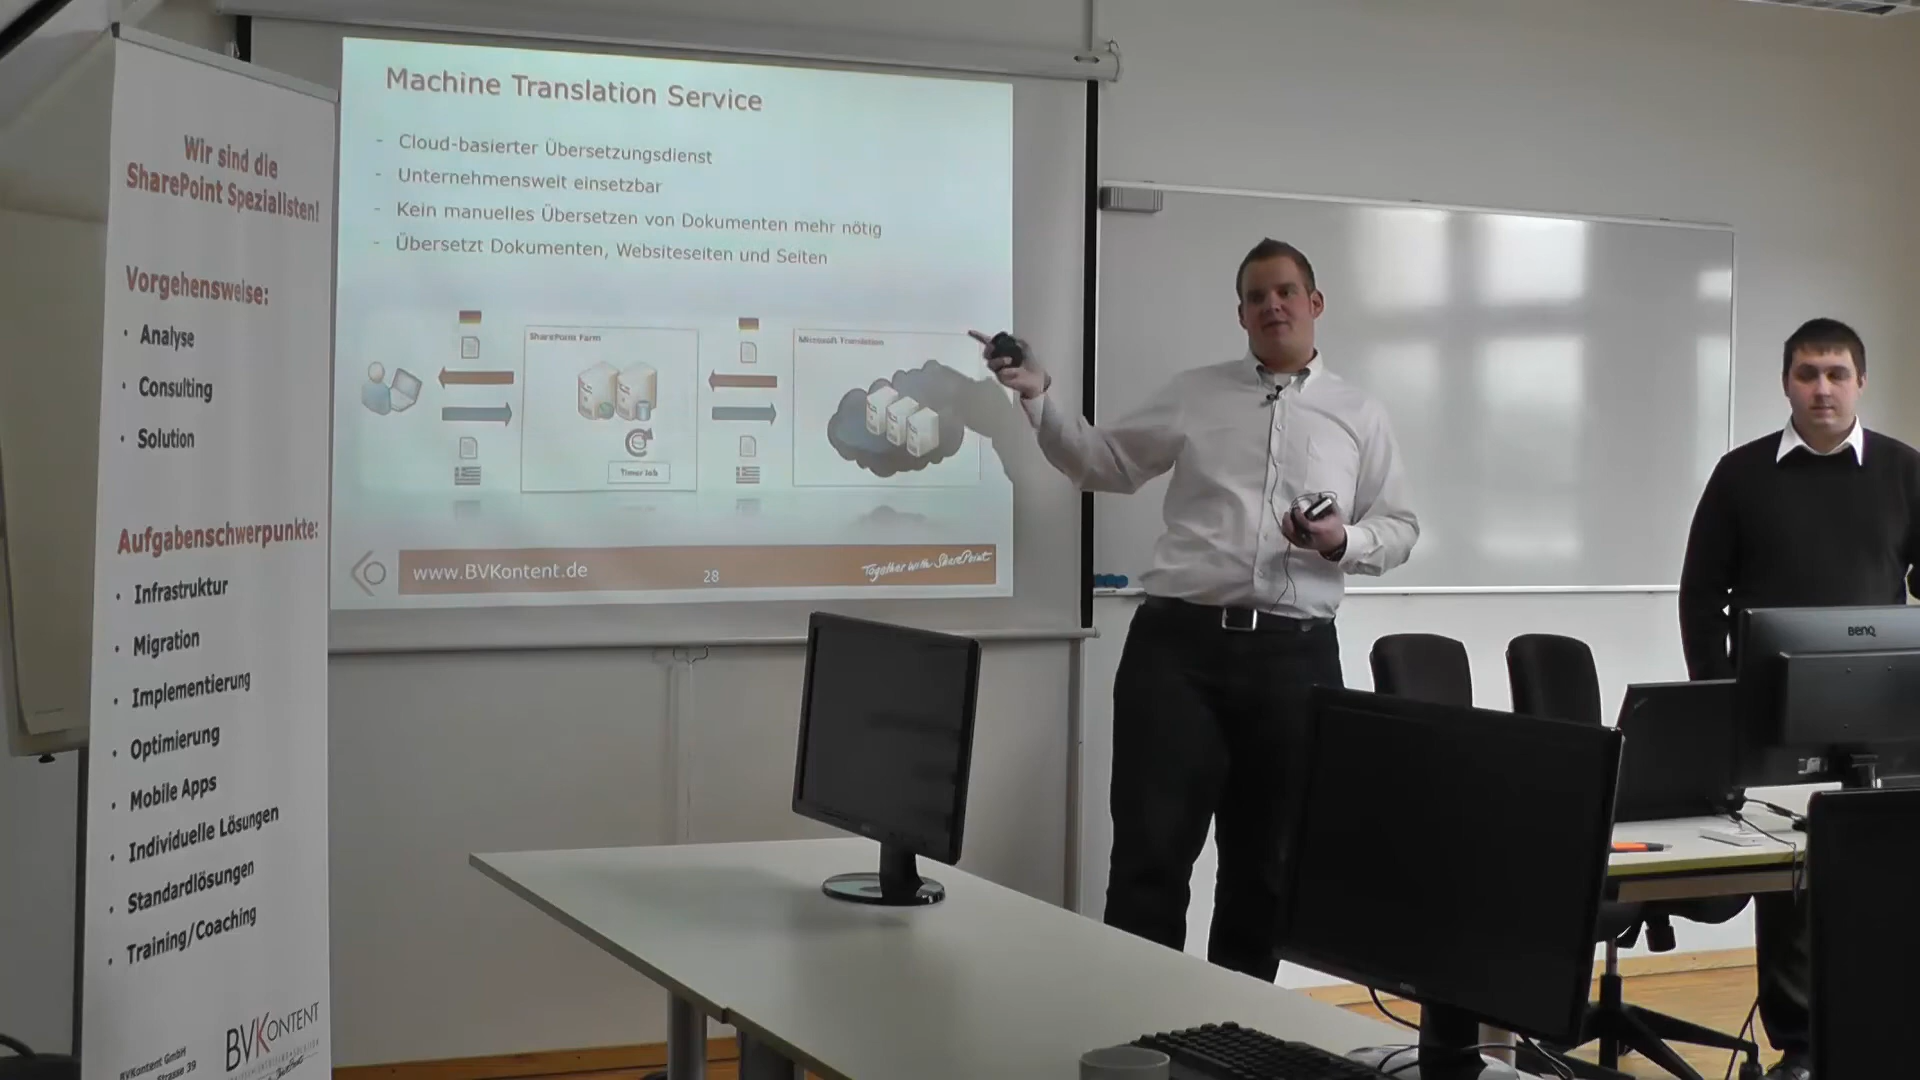 Wir sind die
SharePoint Spezialisten!
Vorgehensweise:
· Analyse
· Consulting
· Solution
Aufgabenschwerpunkte:
· Infrastruktur
· Migration
· Implementierung
· Optimierung
· Mobile Apps
· Individuelle Lösungen
· Standardlösungen
· Training/Coaching
BVKONTENT
BVKontent GmbH
Strasse 39
Machine Translation Service
- Cloud-basierter Übersetzungsdienst
- Unternehmensweit einsetzbar
- Kein manuelles Übersetzen von Dokumenten mehr nötig
- Übersetzt Dokumenten, Websiteseiten und Seiten
SharePoint Farm
Timer Job
Microsoft Translation
www.BVKontent.de
28
Together with SharePoint
BenQ